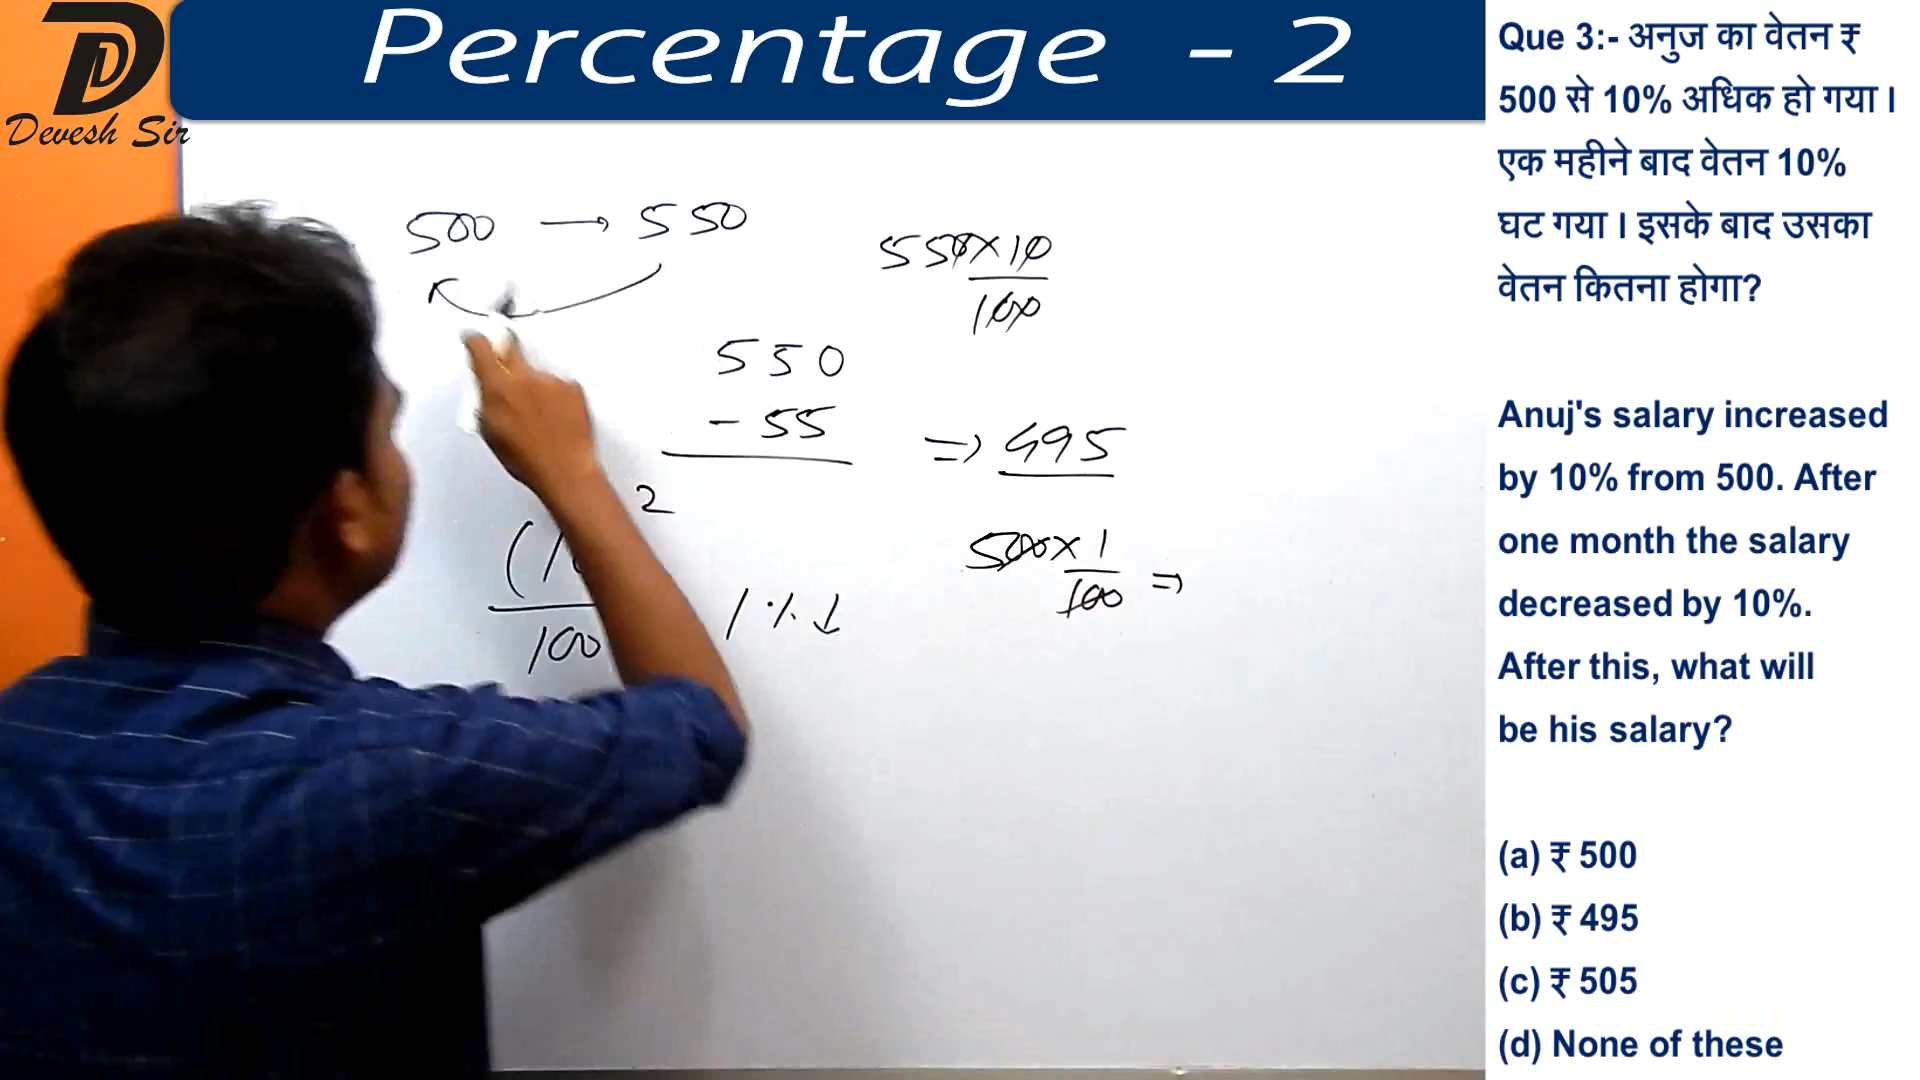 D
Devesh Sir
Percentage - 2
500 → 550
550×10
100
550
- 55
⇒ 495
2
(1
100
1 % ↓
500×1
100 ⇒
Que 3:- अनुज का वेतन ₹
500 से 10% अधिक हो गया ।
एक महीने बाद वेतन 10%
घट गया । इसके बाद उसका
वेतन कितना होगा?
Anuj's salary increased
by 10% from 500. After
one month the salary
decreased by 10%.
After this, what will
be his salary?
(a) ₹ 500
(b) ₹ 495
(c) ₹ 505
(d) None of these